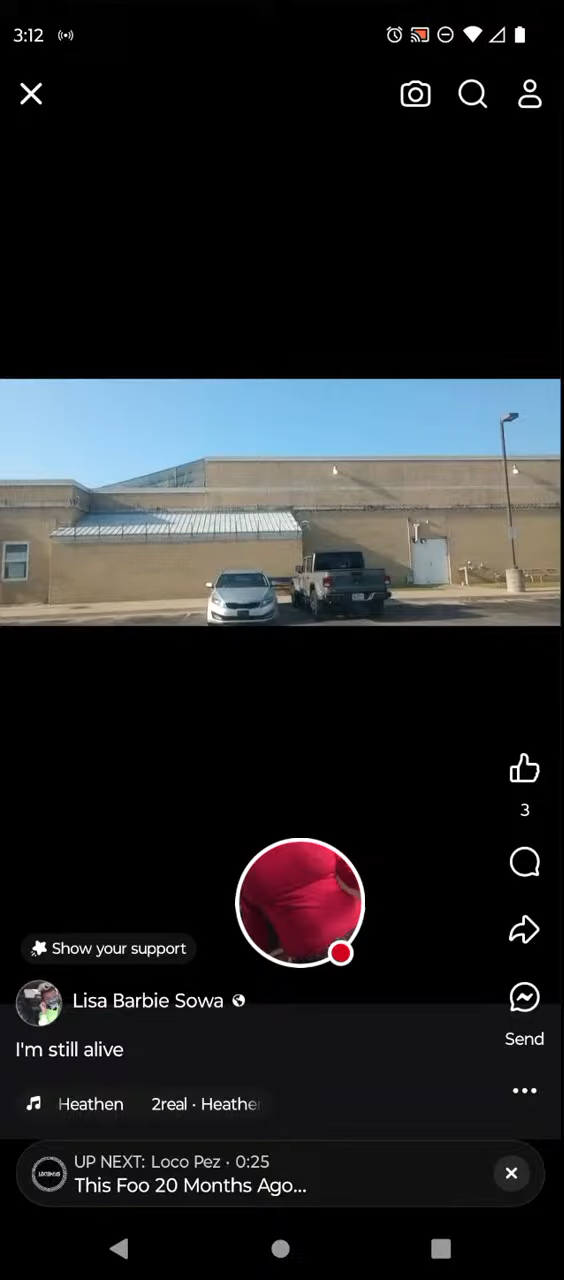 3:12
Show your support
Lisa Barbie Sowa
I'm still alive
Heathen 2real · Heathe
UP NEXT: Loco Pez · 0:25
This Foo 20 Months Ago...
3
Send